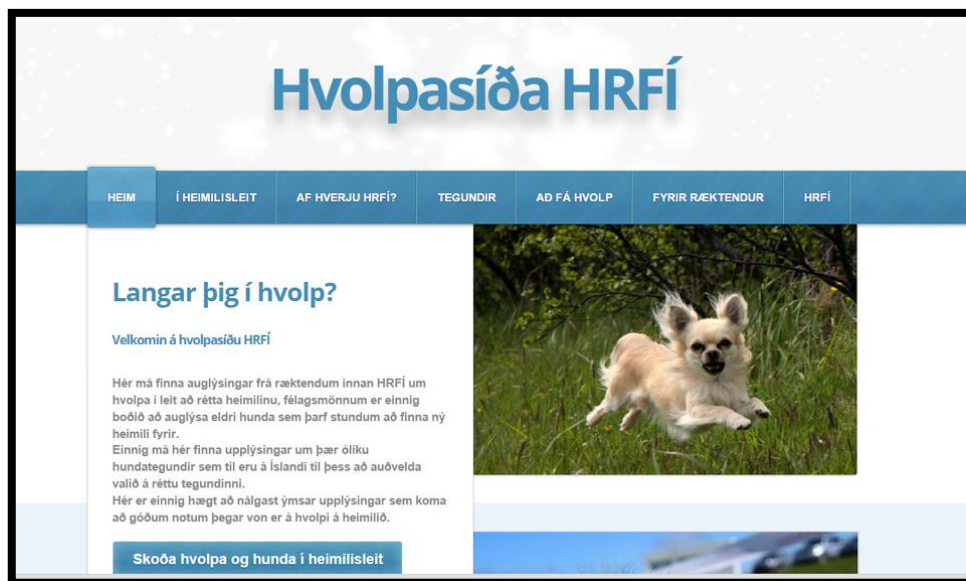 Hvolpasíða HRFÍ
HEIM
Í HEIMILISLEIT
AF HVERJU HRFÍ?
TEGUNDIR
AÐ FÁ HVOLP
FYRIR RÆKTENDUR
HRFÍ
Langar þig í hvolp?
Velkomin á hvolpasíðu HRFÍ
Hér má finna auglýsingar frá ræktendum innan HRFÍ um
hvolpa í leit að rétta heimilinu, félagsmönnum er einnig
boðið að auglýsa eldri hunda sem þarf stundum að finna ný
heimili fyrir.
Einnig má hér finna upplýsingar um þær ólíku
hundategundir sem til eru á Íslandi til þess að auðvelda
valið á réttu tegundinni.
Hér er einnig hægt að nálgast ýmsar upplýsingar sem koma
að góðum notum þegar von er á hvolpi á heimilið.
Skoða hvolpa og hunda í heimilisleit